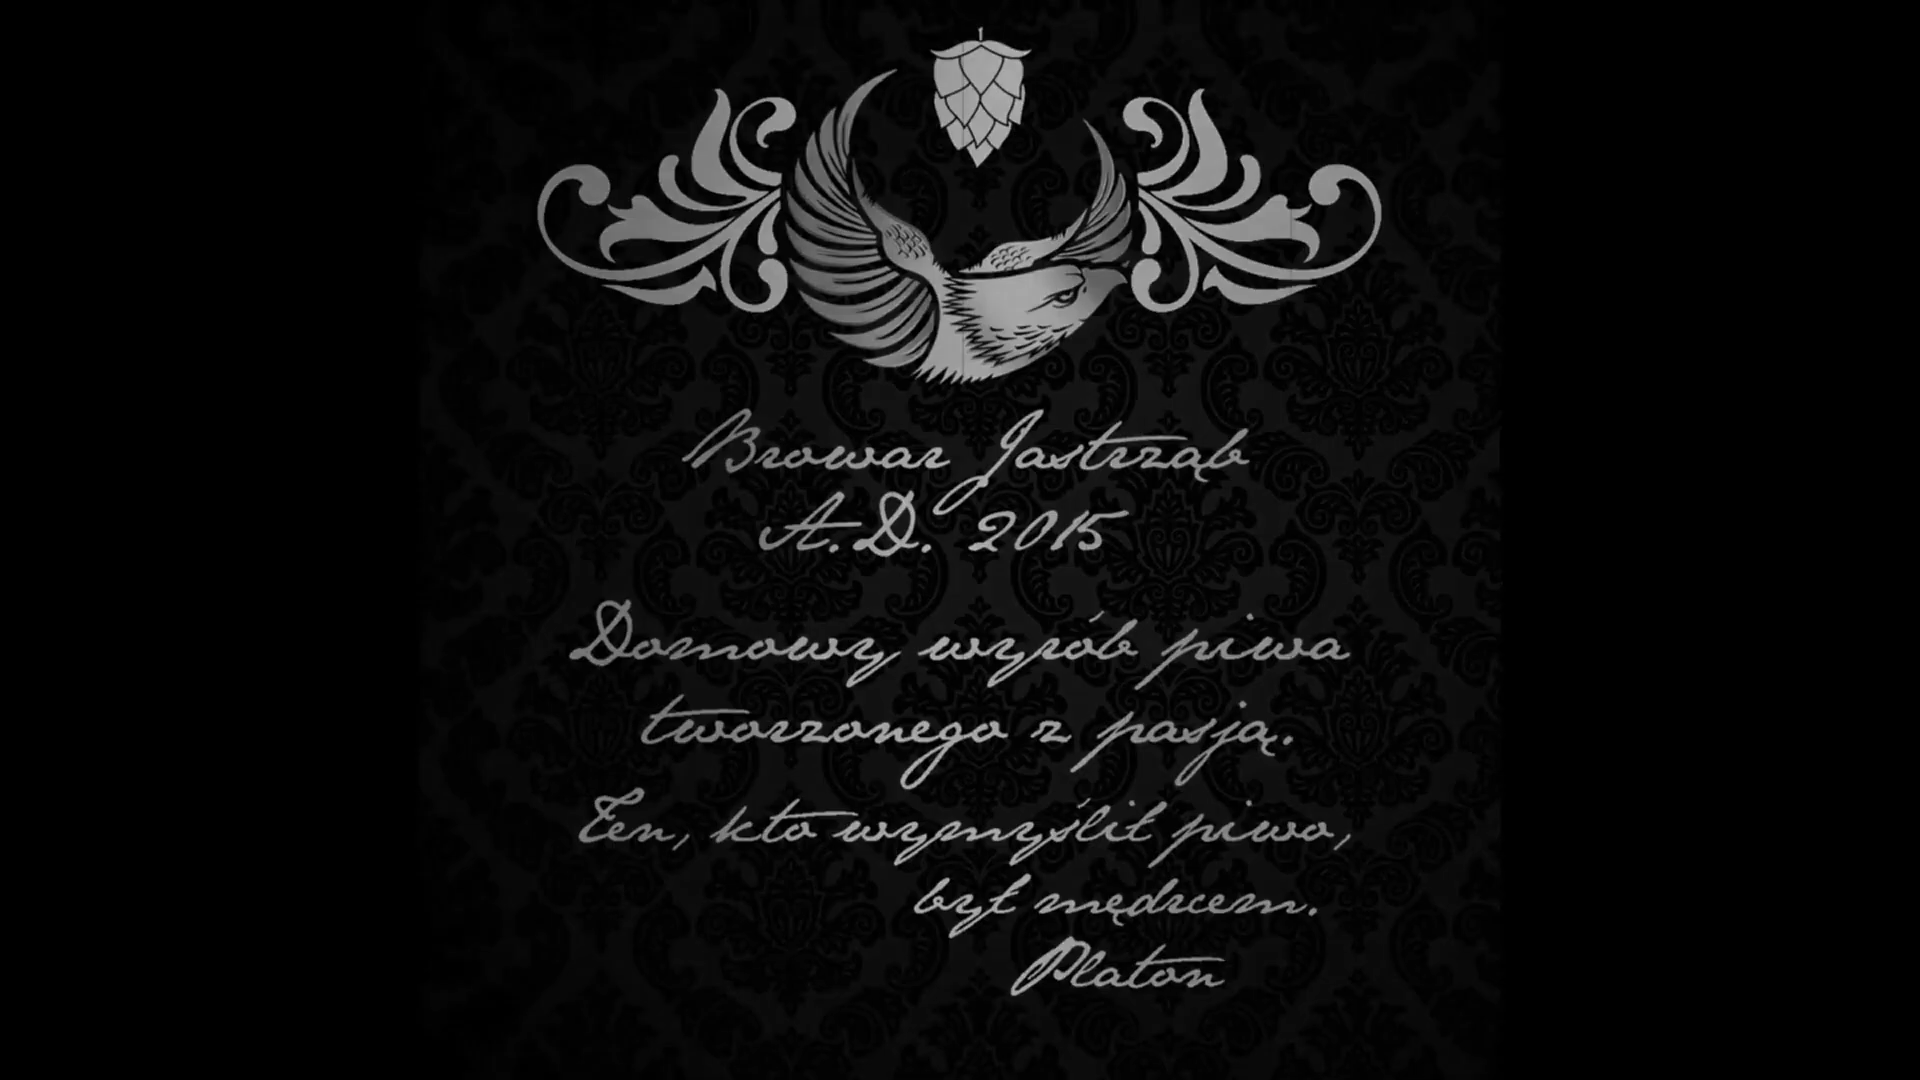 Browar Jastrząb
A.D. 2015
Domowy wyrób piwa
tworzonego z pasją.
Ten, kto wymyślił piwo,
był mędrcem.
Platon